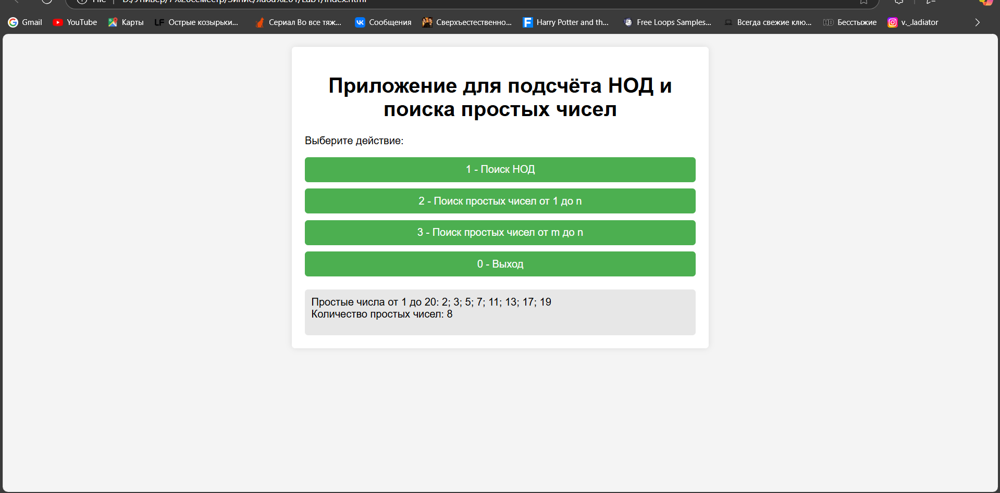 Gmail YouTube Карты LF Острые козырьки... Сериал Во все тяж... Сообщения Сверхъестественно... Harry Potter and th... Free Loops Samples... Всегда свежие клю... HD Бесстыжие v._.ladiator
Приложение для подсчёта НОД и
поиска простых чисел
Выберите действие:
1 - Поиск НОД
2 - Поиск простых чисел от 1 до n
3 - Поиск простых чисел от m до n
0 - Выход
Простые числа от 1 до 20: 2; 3; 5; 7; 11; 13; 17; 19
Количество простых чисел: 8